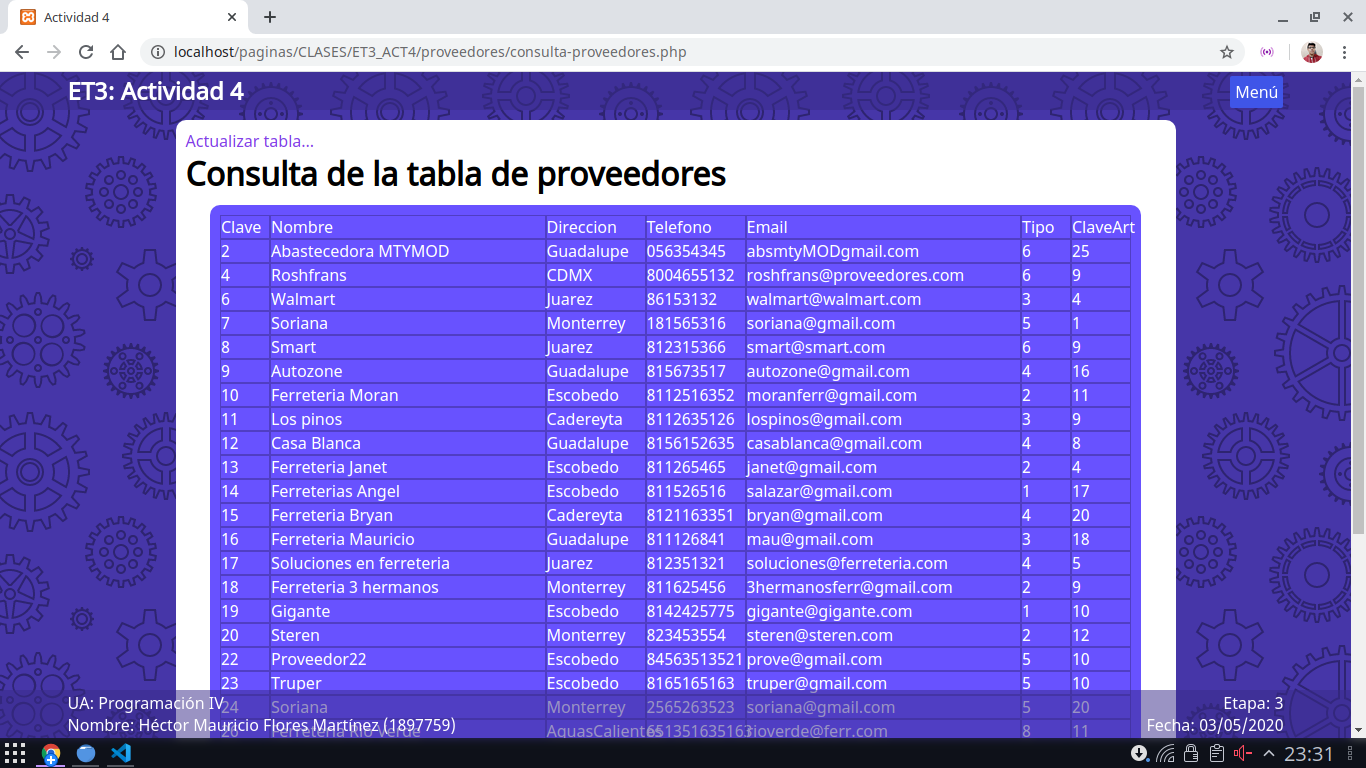 Actividad 4
localhost/paginas/CLASES/ET3_ACT4/proveedores/consulta-proveedores.php
ET3: Actividad 4
Menú
Actualizar tabla...
Consulta de la tabla de proveedores
Clave Nombre Direccion Telefono Email Tipo ClaveArt
2 Abastecedora MTYMOD Guadalupe 056354345 absmtyMODgmail.com 6 25
4 Roshfrans CDMX 8004655132 roshfrans@proveedores.com 6 9
6 Walmart Juarez 86153132 walmart@walmart.com 3 4
7 Soriana Monterrey 181565316 soriana@gmail.com 5 1
8 Smart Juarez 812315366 smart@smart.com 6 9
9 Autozone Guadalupe 815673517 autozone@gmail.com 4 16
10 Ferreteria Moran Escobedo 8112516352 moranferr@gmail.com 2 11
11 Los pinos Cadereyta 8112635126 lospinos@gmail.com 3 9
12 Casa Blanca Guadalupe 8156152635 casablanca@gmail.com 4 8
13 Ferreteria Janet Escobedo 811265465 janet@gmail.com 2 4
14 Ferreterias Angel Escobedo 811526516 salazar@gmail.com 1 17
15 Ferreteria Bryan Cadereyta 8121163351 bryan@gmail.com 4 20
16 Ferreteria Mauricio Guadalupe 811126841 mau@gmail.com 3 18
17 Soluciones en ferreteria Juarez 812351321 soluciones@ferreteria.com 4 5
18 Ferreteria 3 hermanos Monterrey 811625456 3hermanosferr@gmail.com 2 9
19 Gigante Escobedo 8142425775 gigante@gigante.com 1 10
20 Steren Monterrey 823453554 steren@steren.com 2 12
22 Proveedor22 Escobedo 84563513521 prove@gmail.com 5 10
23 Truper Escobedo 8165165163 truper@gmail.com 5 10
24 Soriana Monterrey 2565263523 soriana@gmail.com 5 20
Ferreteria Rio Verde AguasCalientes 8 11
UA: Programación IV
Nombre: Héctor Mauricio Flores Martínez (1897759)
Etapa: 3
Fecha: 03/05/2020
23:31